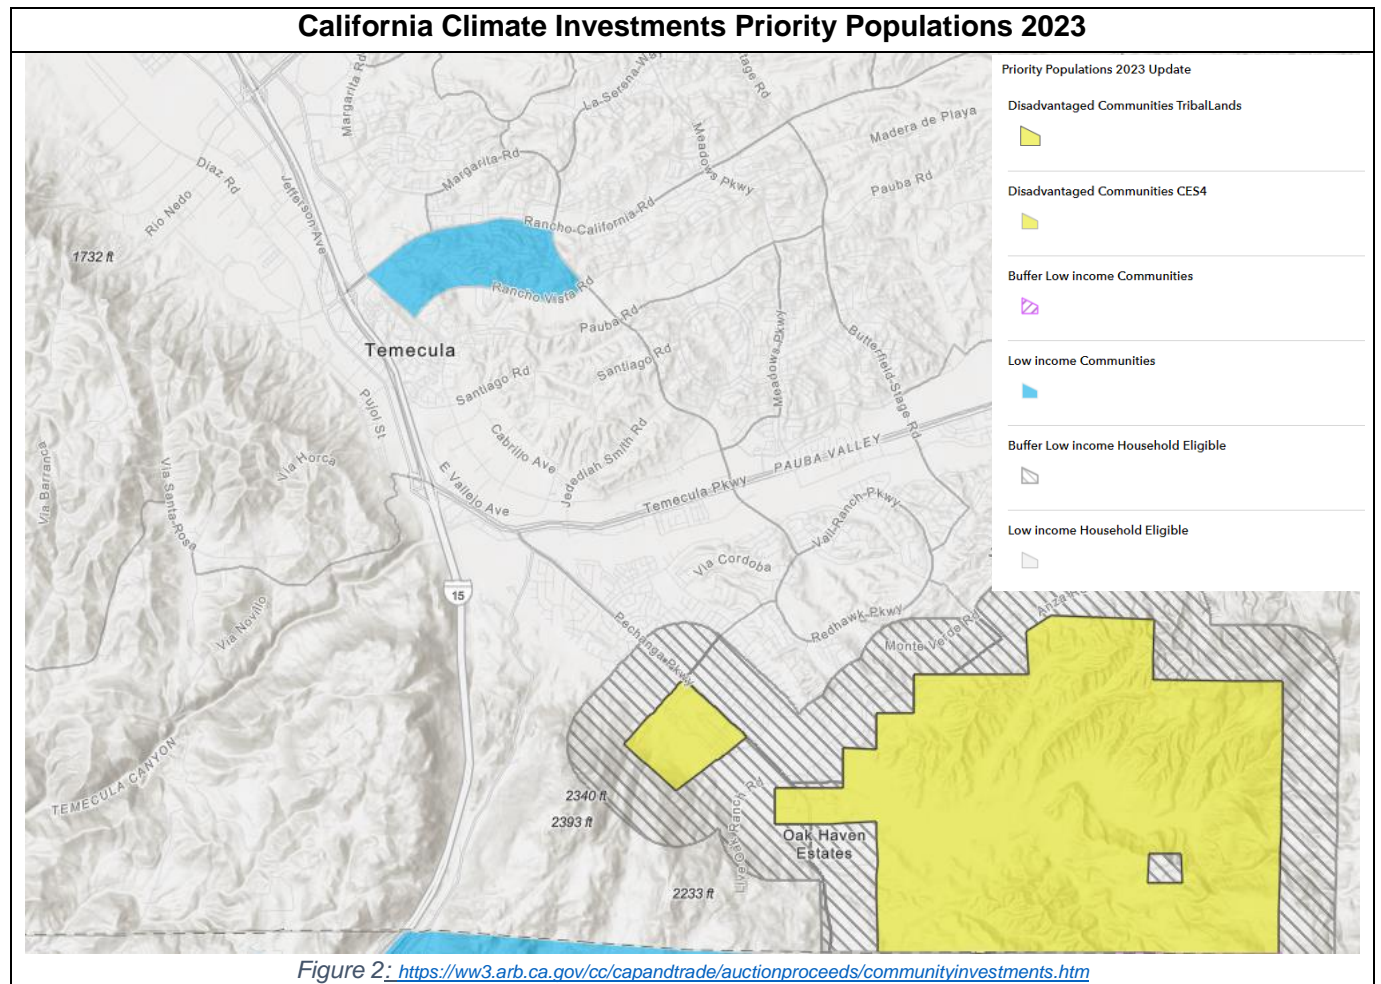 California Climate Investments Priority Populations 2023
Priority Populations 2023 Update
Disadvantaged Communities TribalLands
Disadvantaged Communities CES4
Buffer Low income Communities
Low income Communities
Buffer Low income Household Eligible
Low income Household Eligible
Margarita Rd
La-Serena-Way
tage Rd
Madera de Playa
Meadows Pkwy
Margarita-Rd
Diaz Rd
Jefferson Ave
Rio Nedo
Pauba Rd
Rancho-California-Rd
1732 ft
Rancho Vista Rd
Pauba Rd
Temecula
Santiago Rd
Santiago Rd
Meadows Pkwy
Butterfield-Stage Rd
Pujol St
Cabrillo Ave
Jedediah Smith Rd
PAUBA VALLEY
Via Barranca
Via Santa-Rosa
Via Horca
E Vallejo Ave
Temecula-Pkwy
Vail-Ranch-Pkwy
Via Cordoba
15
Via Novillo
Pechanga-Pkwy
Redhawk-Pkwy
Monte-Verde Rd
Anza-R
TEMECULA CANYON
2340 ft
2393 ft
Live Oak Ranch Rd
Oak Haven
Estates
2233 ft
Figure 2: https://ww3.arb.ca.gov/cc/capandtrade/auctionproceeds/communityinvestments.htm